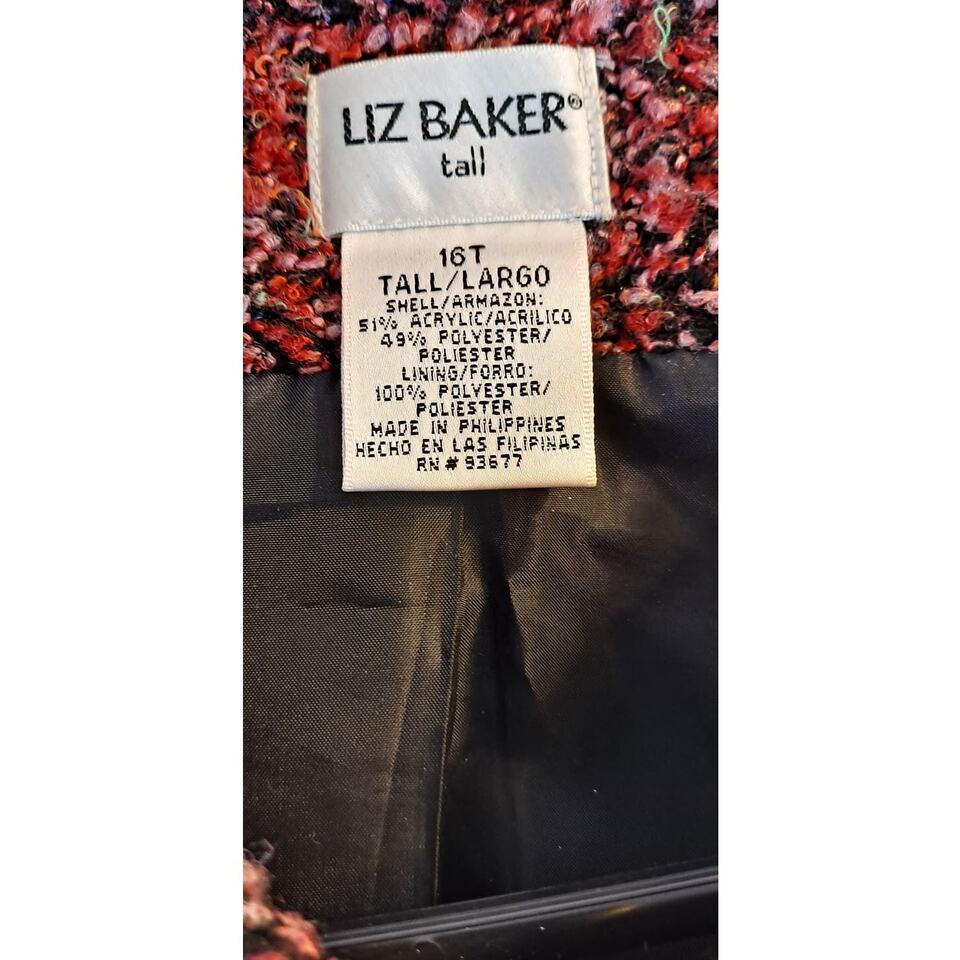 LIZ BAKER®
tall
16T
TALL/LARGO
SHELL/ARMAZON:
51% ACRYLIC/ACRILICO
49% POLYESTER/
POLIESTER
LINING/FORRO:
100% POLYESTER/
POLIESTER
MADE IN PHILIPPINES
HECHO EN LAS FILIPINAS
RN # 93677